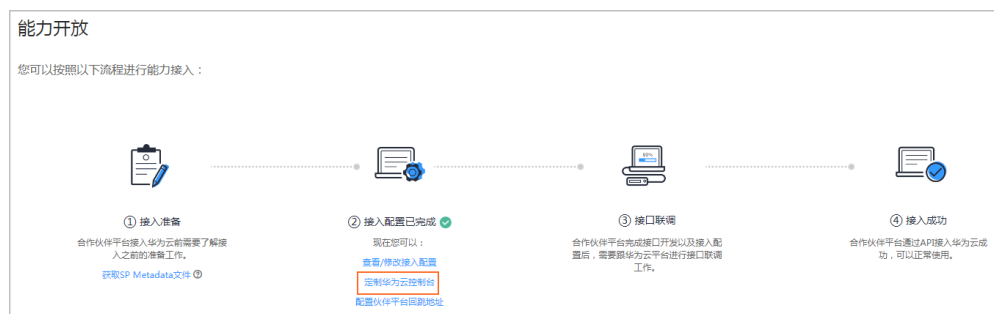 能力开放
您可以按照以下流程进行能力接入：
60%
① 接入准备
② 接入配置已完成
③ 接口联调
④ 接入成功
合作伙伴平台接入华为云前需要了解接
入之前的准备工作。
获取SP Metadata文件
现在您可以：
查看/修改接入配置
定制华为云控制台
配置伙伴平台回跳地址
合作伙伴平台完成接口开发以及接入配
置后，需要跟华为云平台进行接口联调
工作。
合作伙伴平台通过API接入华为云成
功，可以正常使用。